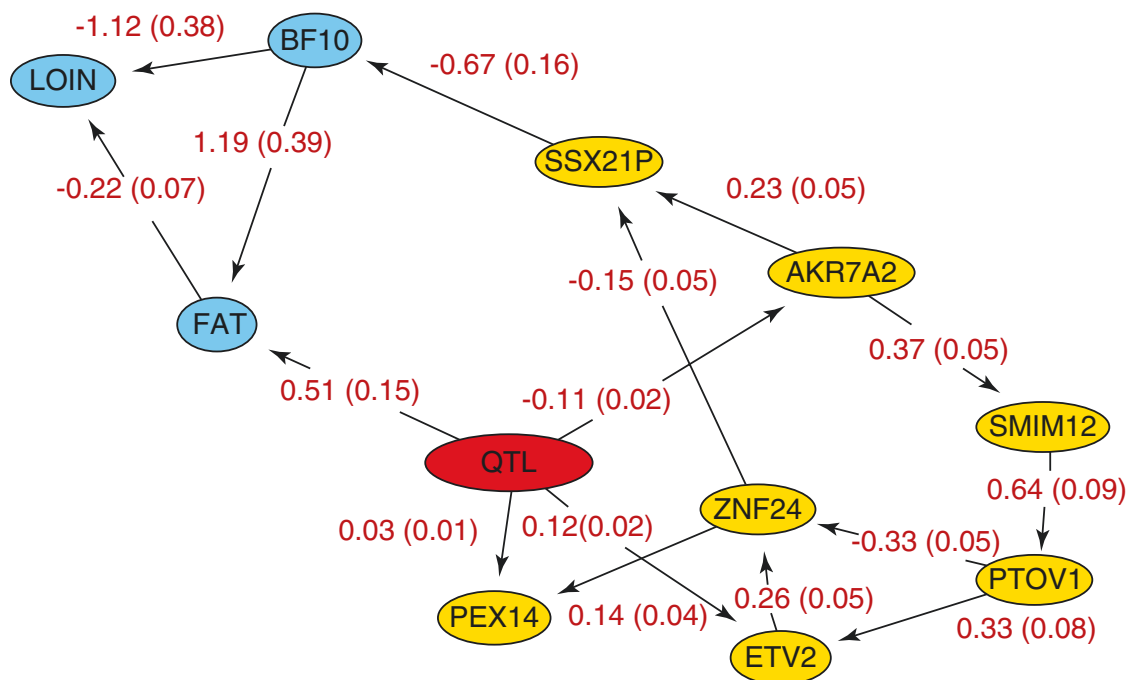 -1.12 (0.38)
BF10
LOIN
-0.67 (0.16)
1.19 (0.39)
SSX21P
-0.22 (0.07)
0.23 (0.05)
AKR7A2
-0.15 (0.05)
FAT
0.37 (0.05)
0.51 (0.15)
-0.11 (0.02)
SMIM12
QTL
0.64 (0.09)
ZNF24
0.03 (0.01)
0.12(0.02)
-0.33 (0.05)
PTOV1
PEX14
0.14 (0.04)
0.26 (0.05)
0.33 (0.08)
ETV2